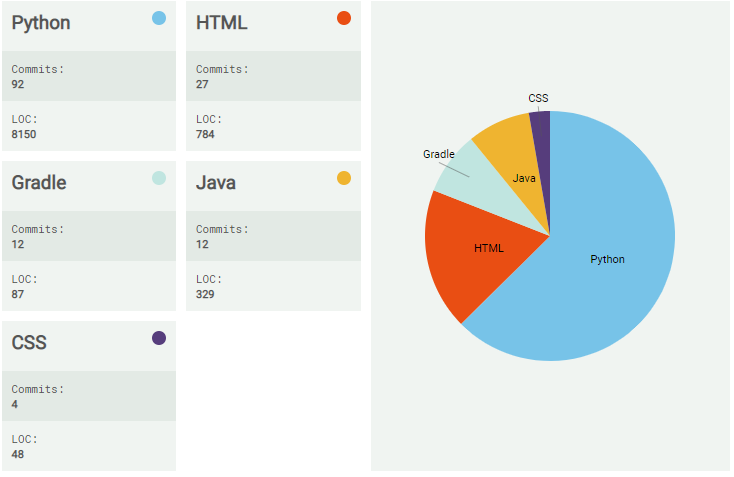 Python
Commits:
92
LOC:
8150
HTML
Commits:
27
LOC:
784
Gradle
Commits:
12
LOC:
87
Java
Commits:
12
LOC:
329
CSS
Commits:
4
LOC:
48
CSS
Gradle
Java
HTML
Python